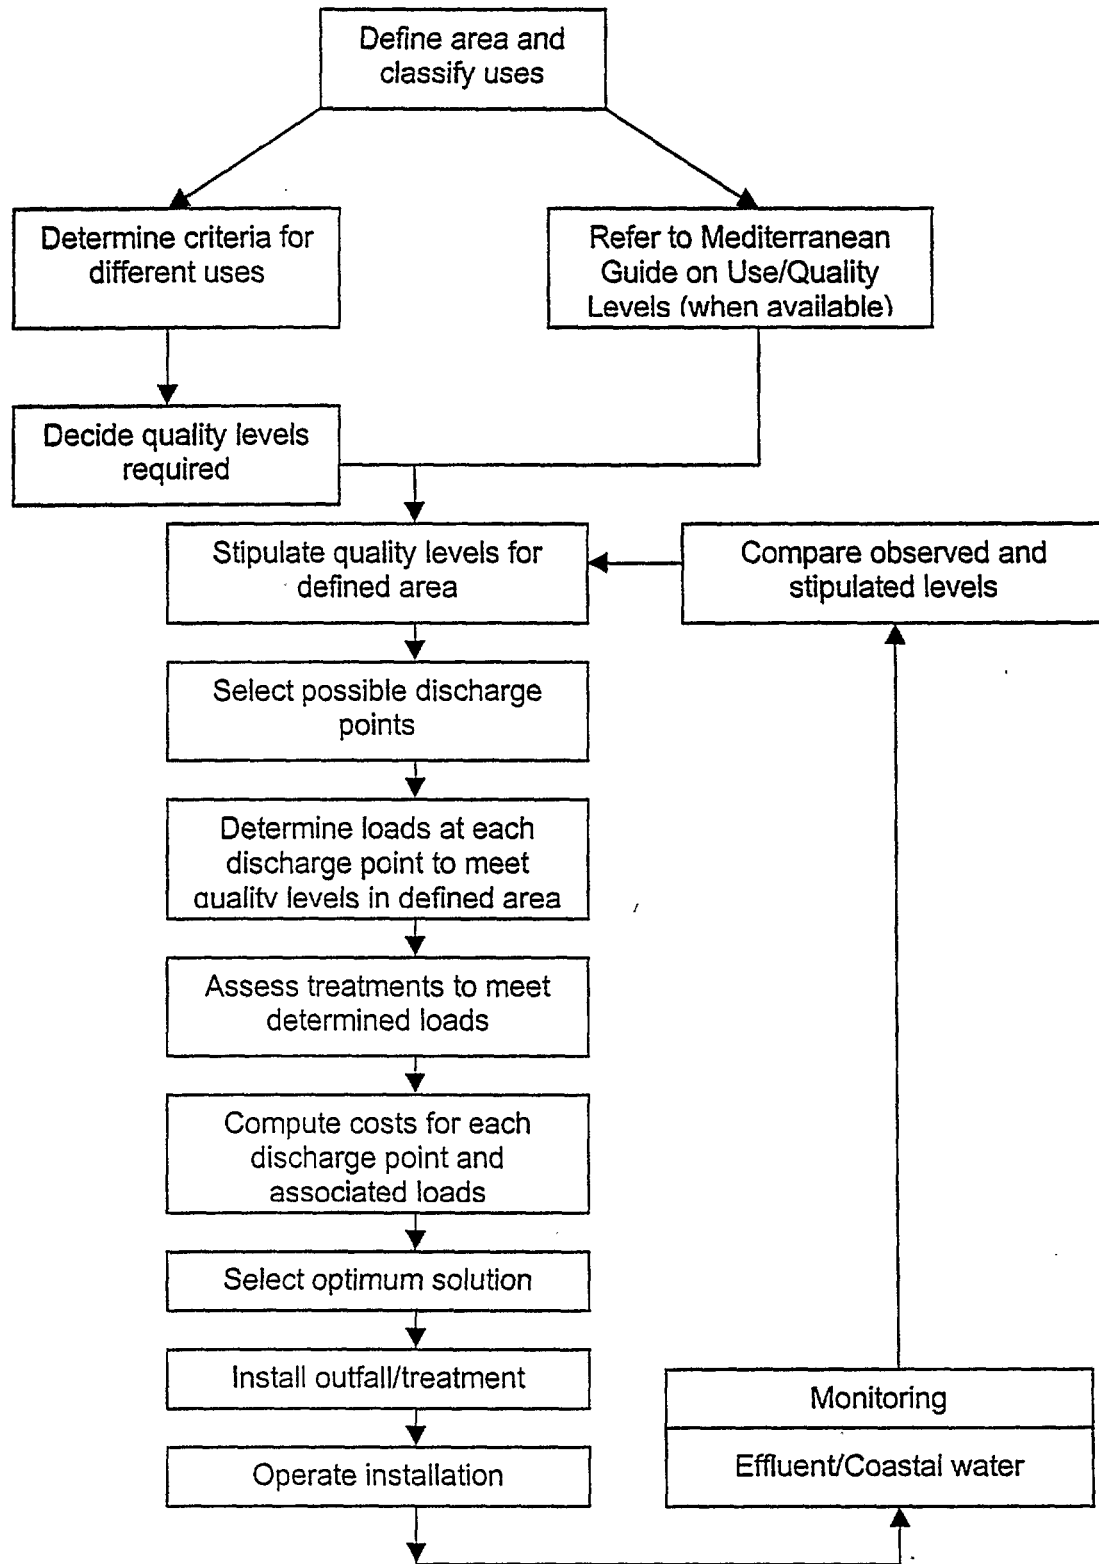 Define area and
classify uses
Determine criteria for
different uses
Refer to Mediterranean
Guide on Use/Quality
Levels (when available)
Decide quality levels
required
Stipulate quality levels for
defined area
Compare observed and
stipulated levels
Select possible discharge
points
Determine loads at each
discharge point to meet
quality levels in defined area
Assess treatments to meet
determined loads
Compute costs for each
discharge point and
associated loads
Select optimum solution
Install outfall/treatment
Monitoring
Operate installation
Effluent/Coastal water